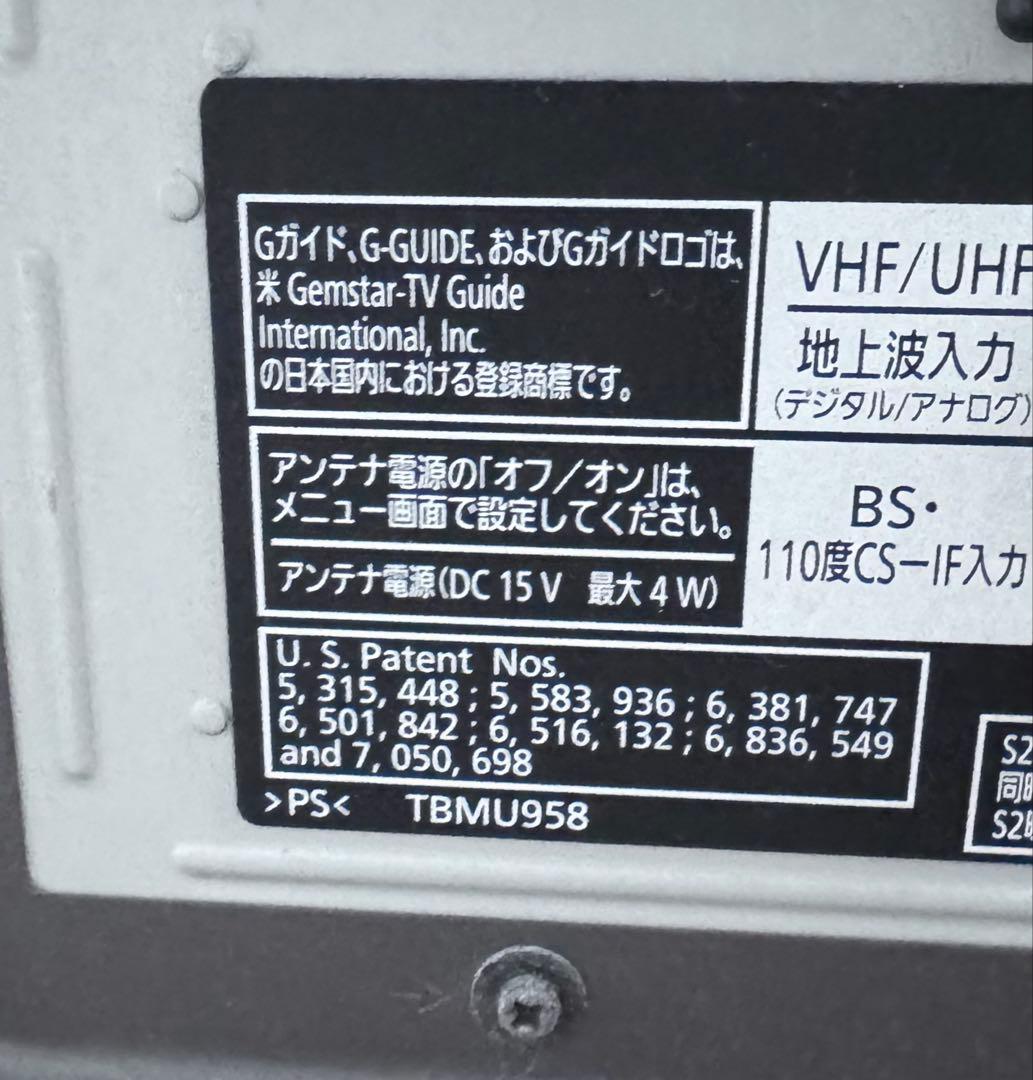 Gガイド、G-GUIDE、およびGガイドロゴは、
米 Gemstar-TV Guide
International, Inc.
の日本国内における登録商標です。
VHF/UHF
地上波入力
(デジタル/アナログ)
アンテナ電源の「オフ/オン」は、
メニュー画面で設定してください。
アンテナ電源(DC 15 V 最大 4 W)
BS・
110度CS-IF入力
U. S. Patent Nos.
5, 315, 448 ; 5, 583, 936 ; 6, 381, 747
6, 501, 842 ; 6, 516, 132 ; 6, 836, 549
and 7, 050, 698
>PS< TBMU958
S2
同
S2